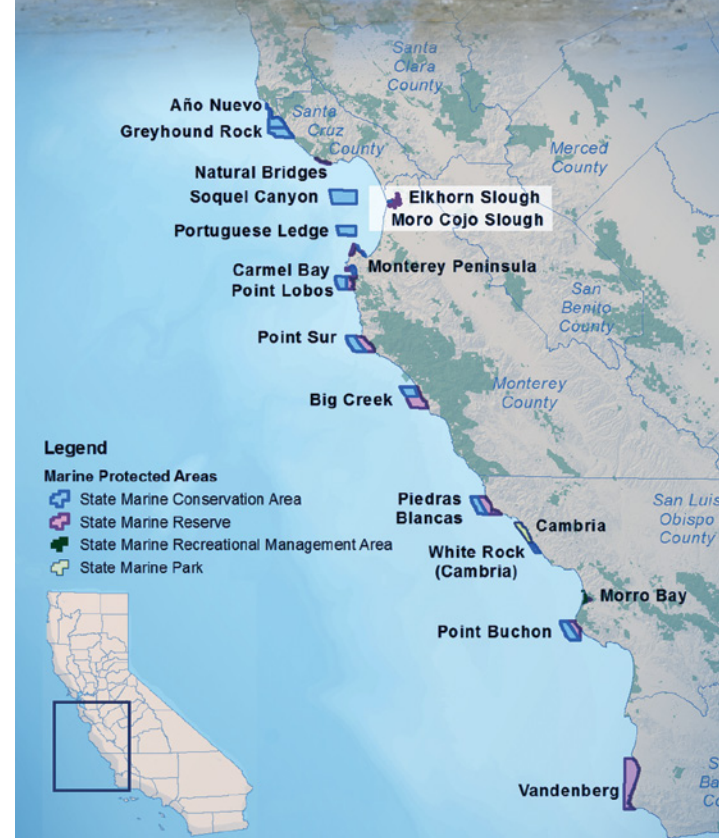 Santa
Clara
County
Año Nuevo
Greyhound Rock
Santa
Cruz
County
Merced
County
Natural Bridges
Soquel Canyon
Elkhorn Slough
Moro Cojo Slough
Portuguese Ledge
Carmel Bay
Monterey Peninsula
Point Lobos
San
Benito
County
Point Sur
Monterey
County
Big Creek
Legend
Marine Protected Areas
State Marine Conservation Area
State Marine Reserve
State Marine Recreational Management Area
State Marine Park
Piedras
Blancas
San Luis
Obispo
County
Cambria
White Rock
(Cambria)
Morro Bay
Point Buchon
Vandenberg